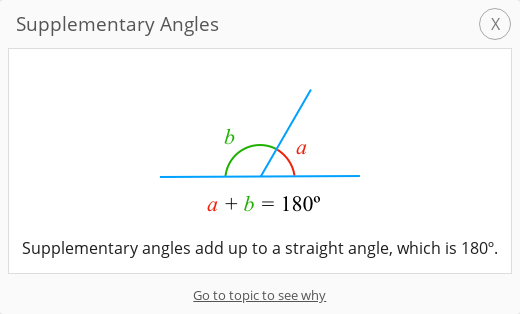 Supplementary Angles
X
b
a
a + b = 180º
Supplementary angles add up to a straight angle, which is 180º.
Go to topic to see why